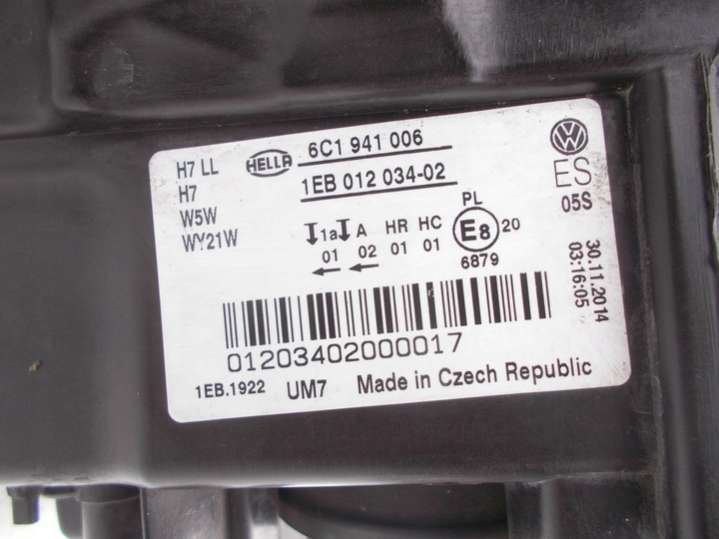 H7 LL
H7
W5W
WY21W
HELLA
6C1 941 006
1EB 012 034-02
1a A HR HC
01 02 01 01
PL
E8 20
6879
ES
05S
30.11.2014
03:16:05
01203402000017
1EB.1922 UM7 Made in Czech Republic